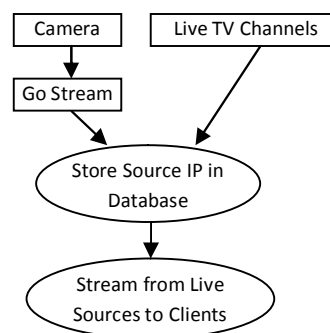 Camera
Live TV Channels
Go Stream
Store Source IP in
Database
Stream from Live
Sources to Clients